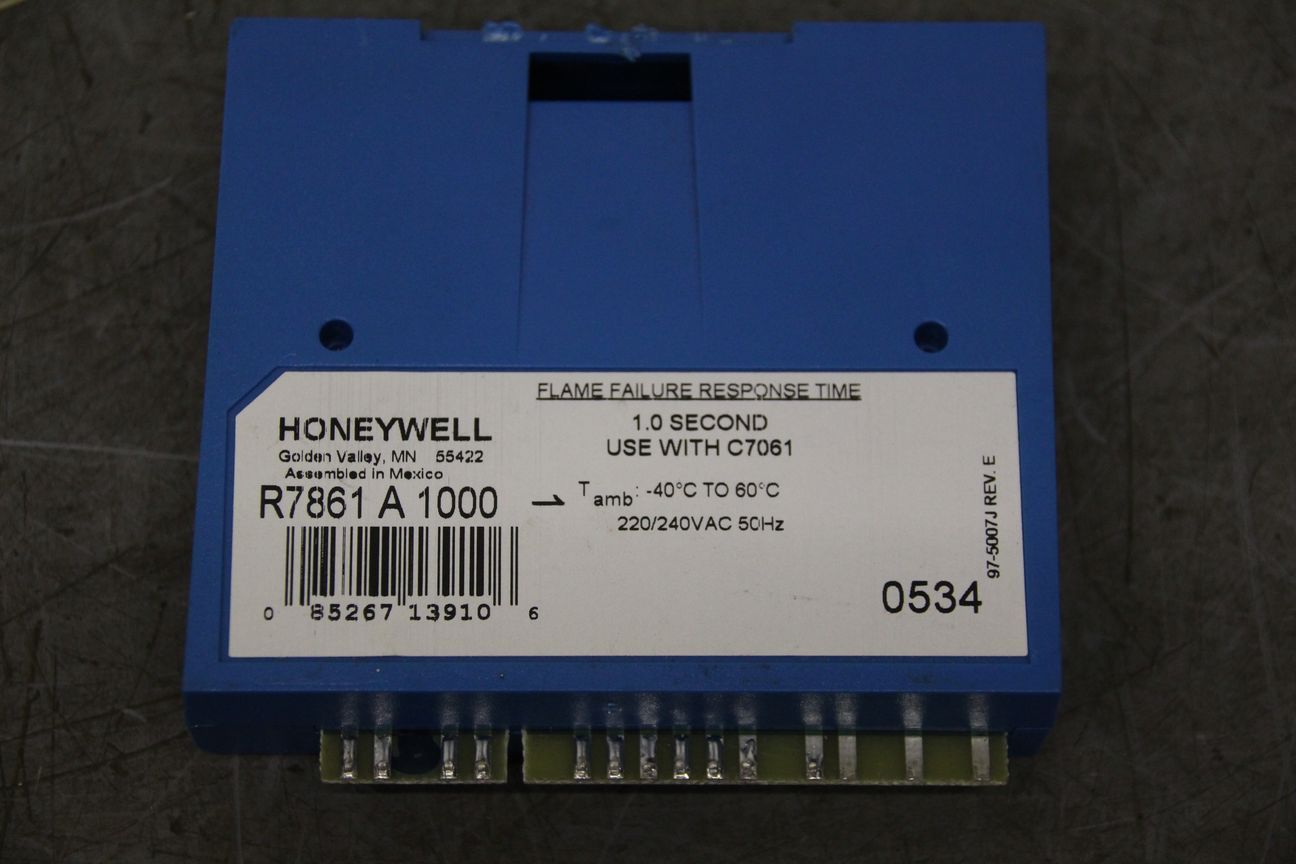 FLAME FAILURE RESPONSE TIME
1.0 SECOND
USE WITH C7061
HONEYWELL
Golden Valley, MN 55422
Assembled in Mexico
R7861 A 1000
Tamb: -40°C TO 60°C
220/240VAC 50Hz
0 85267 13910 6
0534
97-5007J REV. E